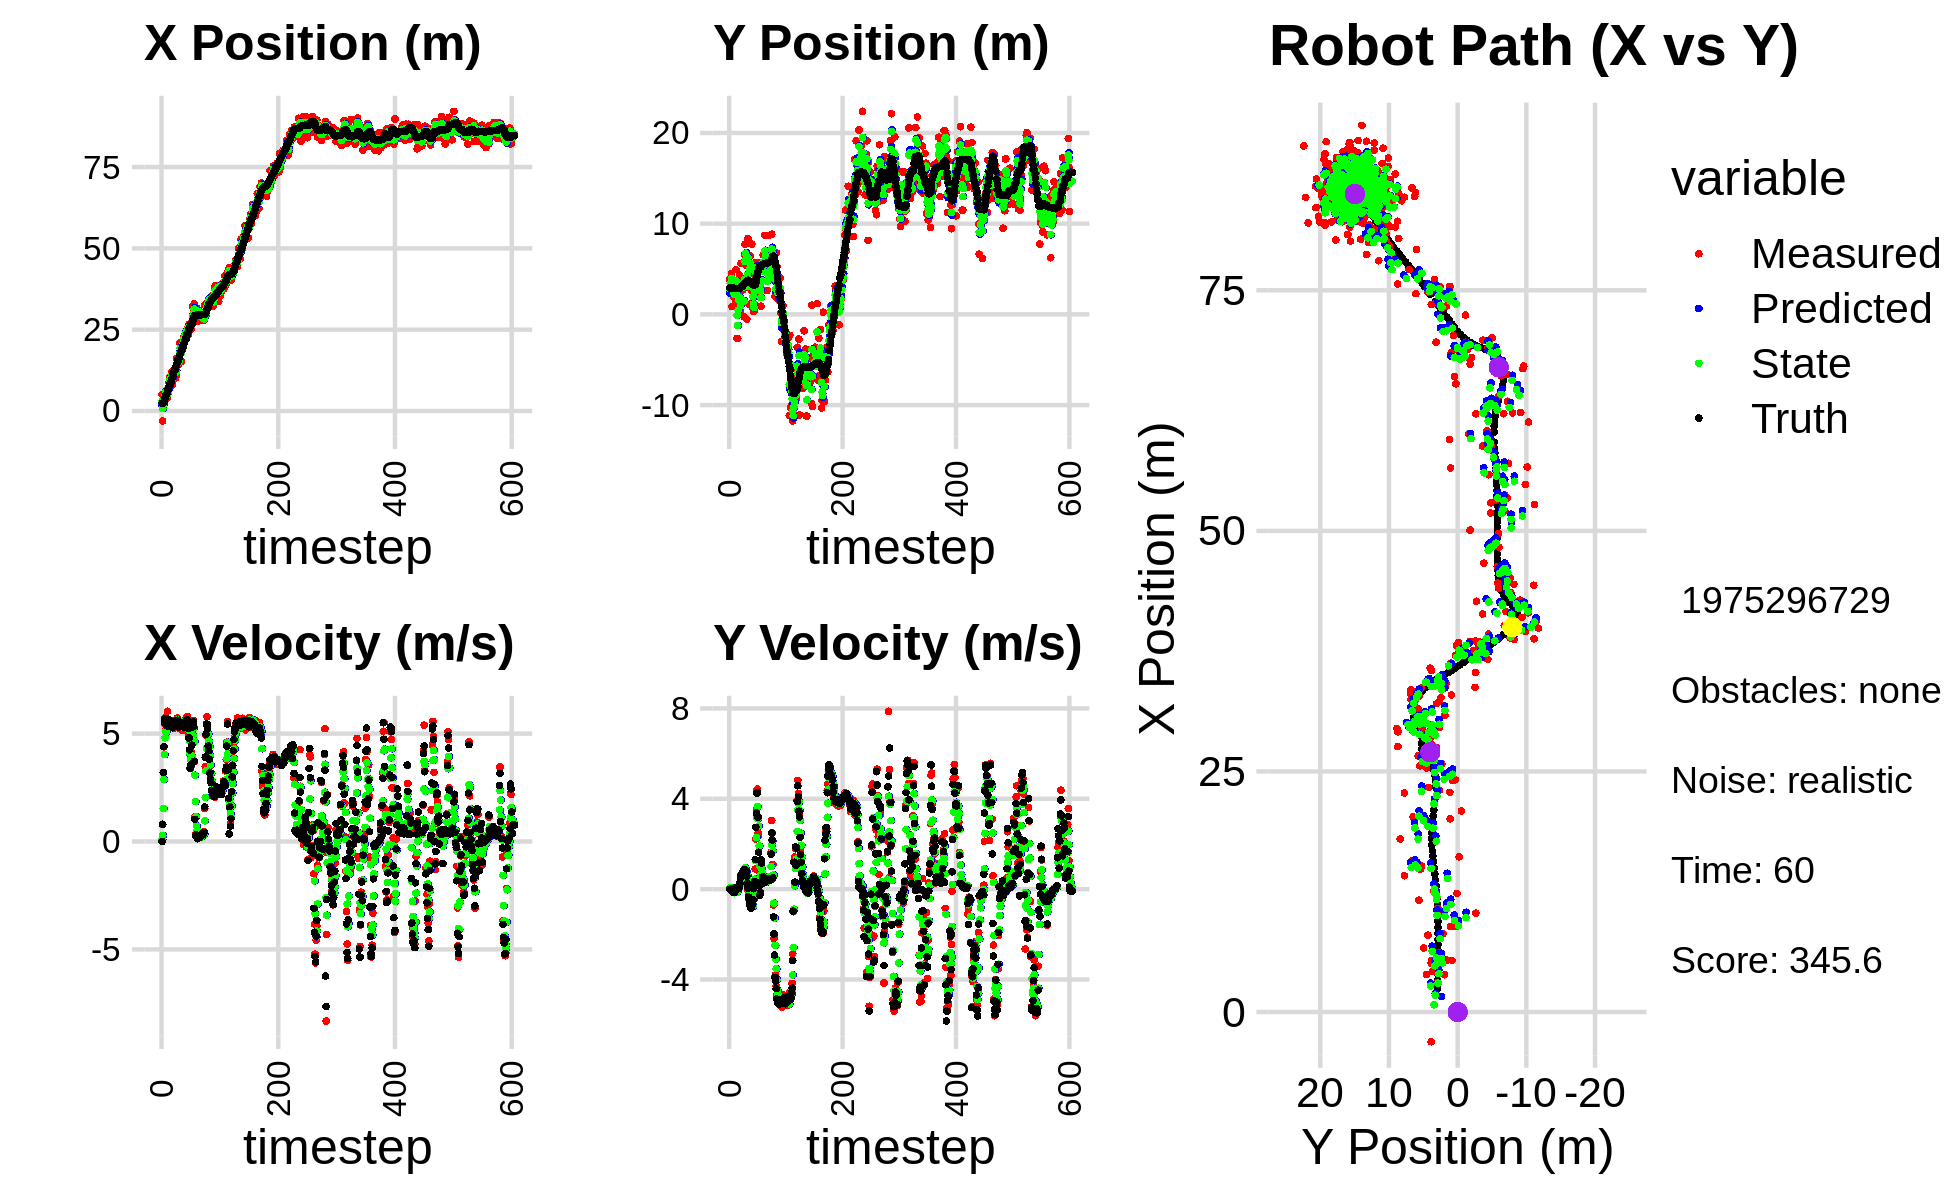 X Position (m)
75
50
25
0
0
200
400
600
timestep
Y Position (m)
20
10
0
-10
0
200
400
600
timestep
X Velocity (m/s)
5
0
-5
0
200
400
600
timestep
Y Velocity (m/s)
8
4
0
-4
0
200
400
600
timestep
Robot Path (X vs Y)
X Position (m)
75
50
25
0
20 10 0 -10 -20
Y Position (m)
variable
Measured
Predicted
State
Truth
1975296729
Obstacles: none
Noise: realistic
Time: 60
Score: 345.6